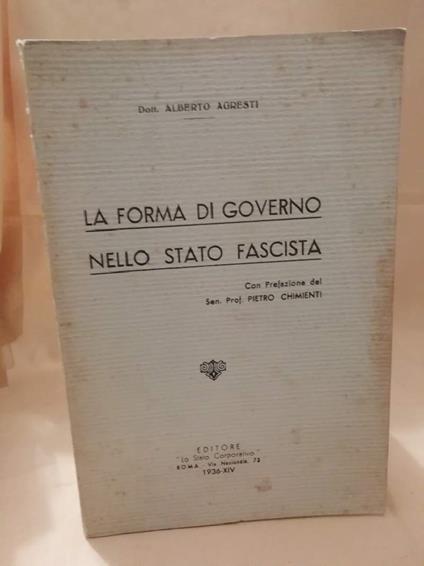 Dott. ALBERTO AGRESTI
LA FORMA DI GOVERNO
NELLO STATO FASCISTA
Con Prefazione del
Sen. Prof. PIETRO CHIMIENTI
EDITORE
"Lo Stato Corporativo"
ROMA - Via Nazionale, 73
1936-XIV